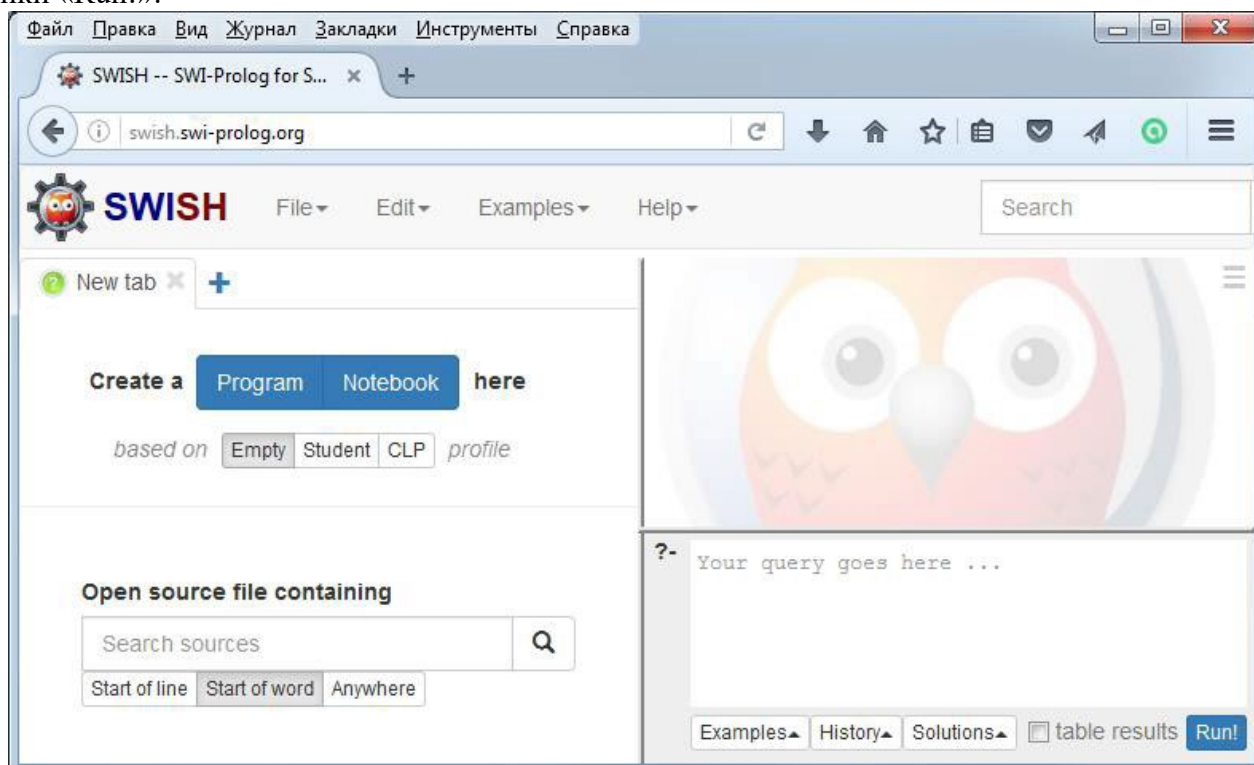 «Run!».
Файл Правка Вид Журнал Закладки Инструменты Справка
SWISH -- SWI-Prolog for S...
swish.swi-prolog.org
SWISH File Edit Examples Help Search
New tab
Create a Program Notebook here
based on Empty Student CLP profile
?- Your query goes here ...
Open source file containing
Search sources
Start of line Start of word Anywhere
Examples History Solutions table results Run!